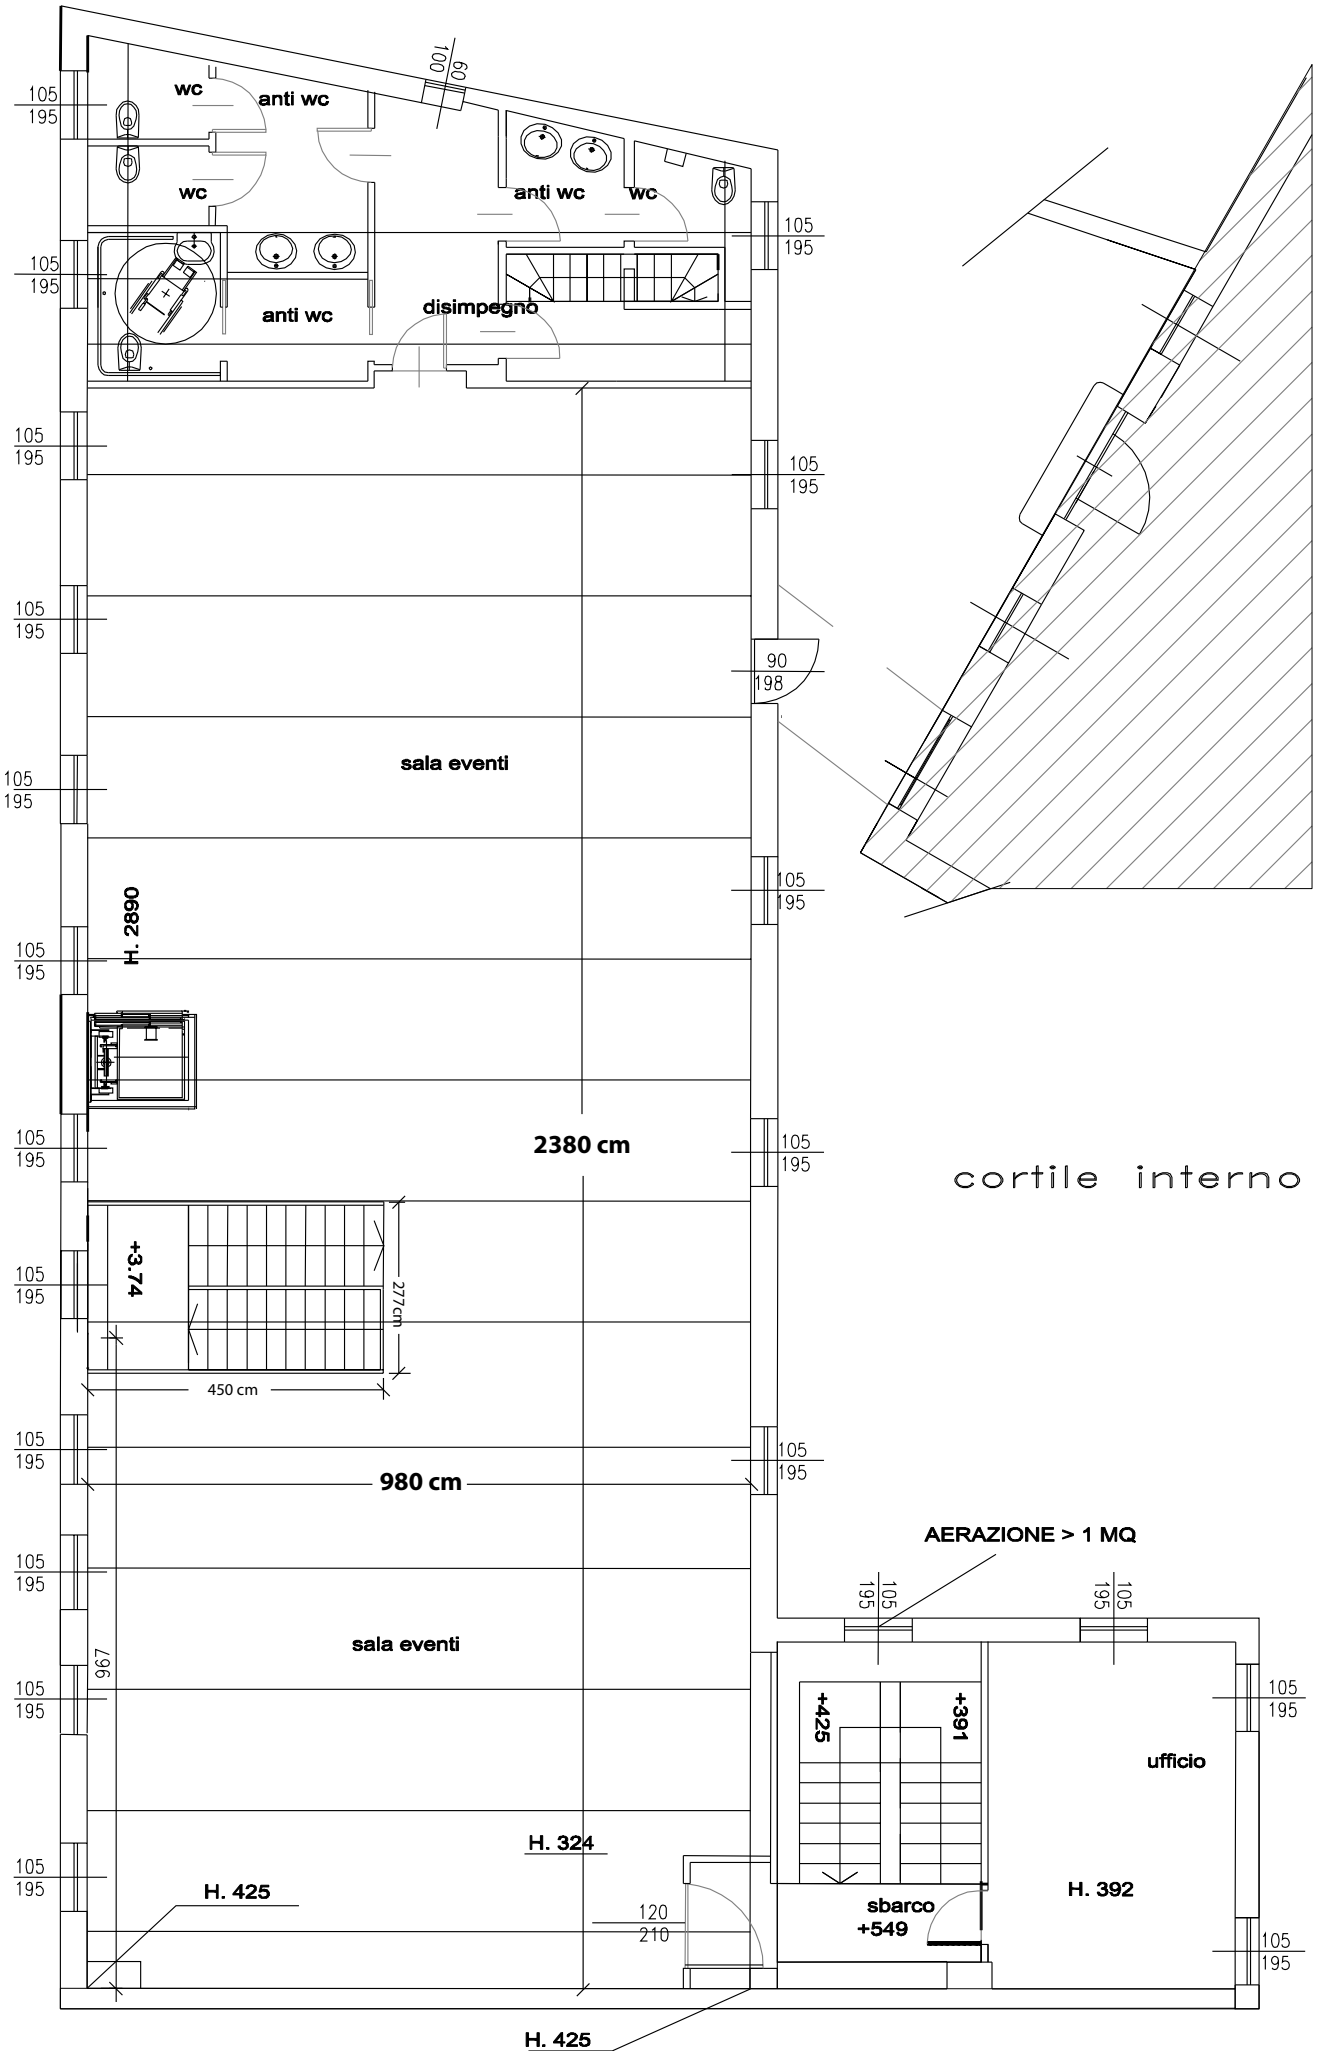 60
100
wc
anti wc
105
195
wc
anti wc
wc
105
195
105
195
anti wc
disimpegno
105
195
105
195
105
195
90
198
sala eventi
105
195
H. 2890
105
195
105
195
2380 cm
105
195
105
195
cortile interno
+3.74
105
195
277cm
450 cm
105
195
105
195
980 cm
AERAZIONE > 1 MQ
105
195
105
195
105
195
sala eventi
967
105
195
105
195
+425
+391
ufficio
H. 324
105
195
H. 425
H. 392
sbarco
+549
120
210
105
195
H. 425